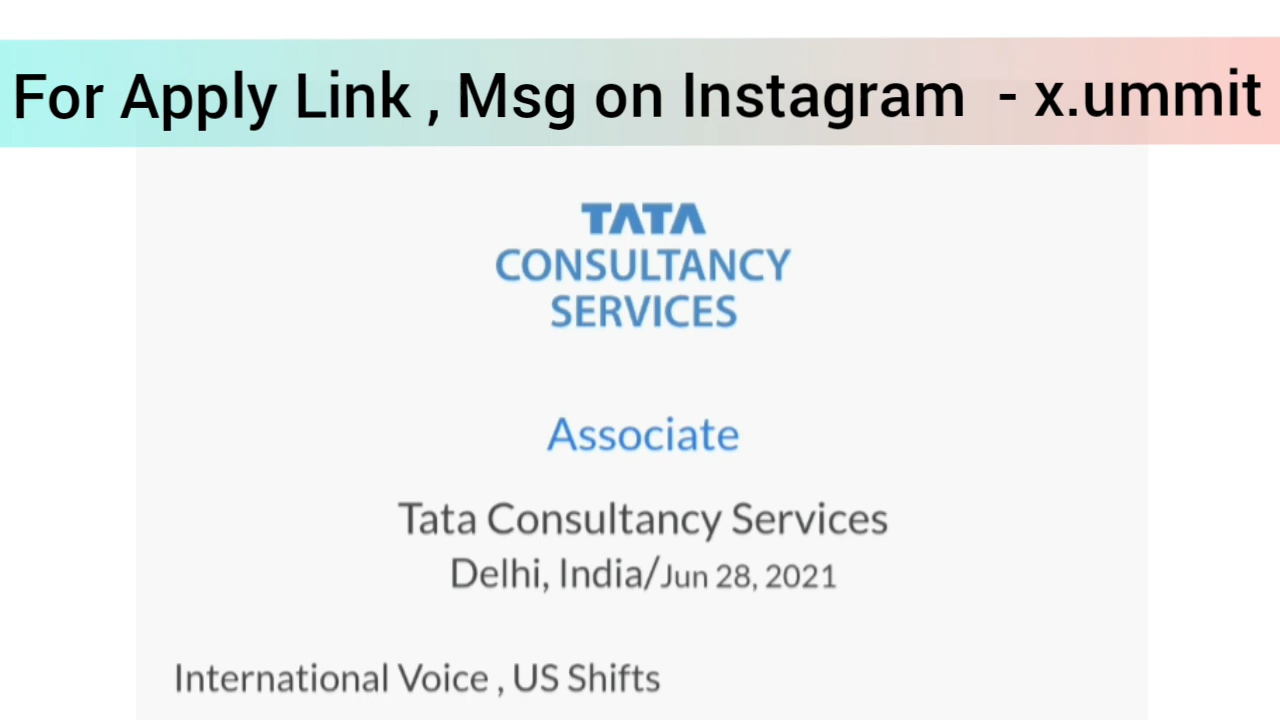 For Apply Link , Msg on Instagram - x.ummit
TATA
CONSULTANCY
SERVICES
Associate
Tata Consultancy Services
Delhi, India/Jun 28, 2021
International Voice , US Shifts